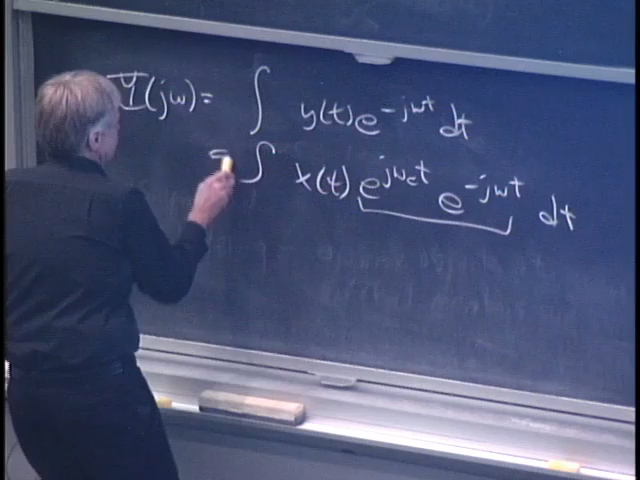 Y(jω) = ∫ y(t)e^{-jωt} dt
= ∫ x(t) e^{jω_c t} e^{-jωt} dt